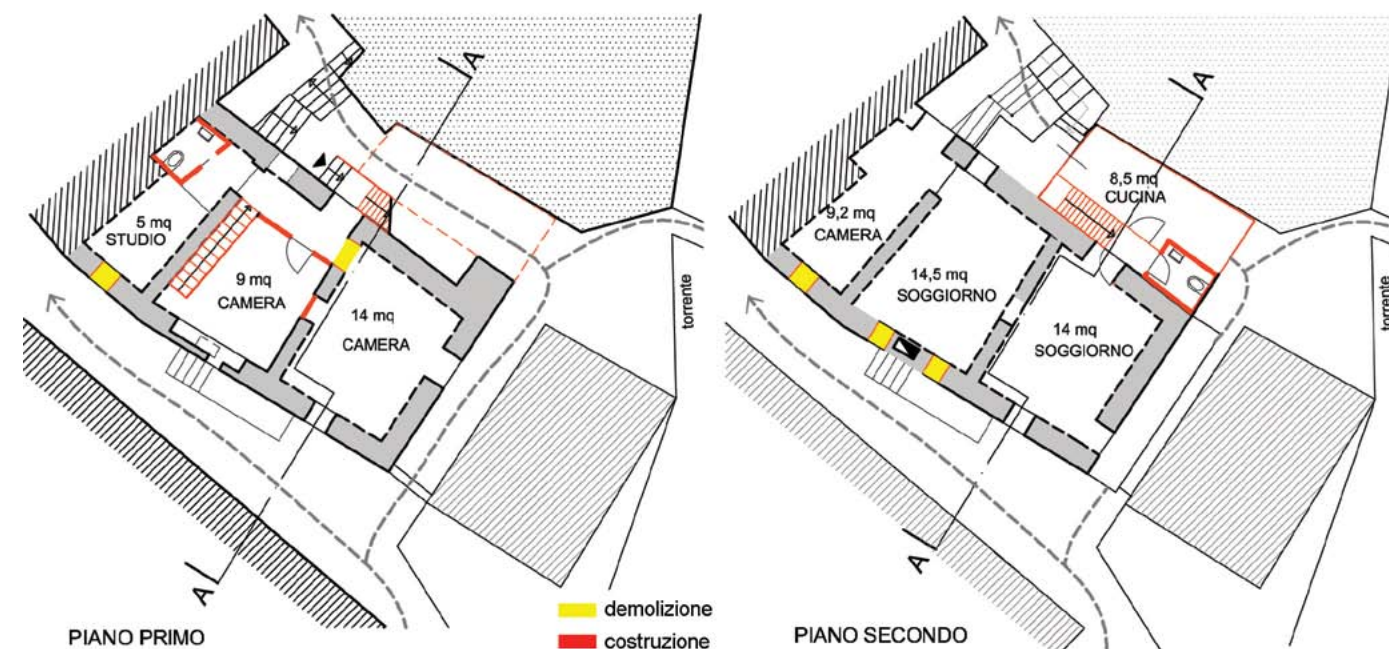 A
5 mq
STUDIO
9 mq
CAMERA
14 mq
CAMERA
torrente
A
PIANO PRIMO
demolizione
costruzione
A
8,5 mq
CUCINA
9,2 mq
CAMERA
14,5 mq
SOGGIORNO
14 mq
SOGGIORNO
torrente
A
PIANO SECONDO